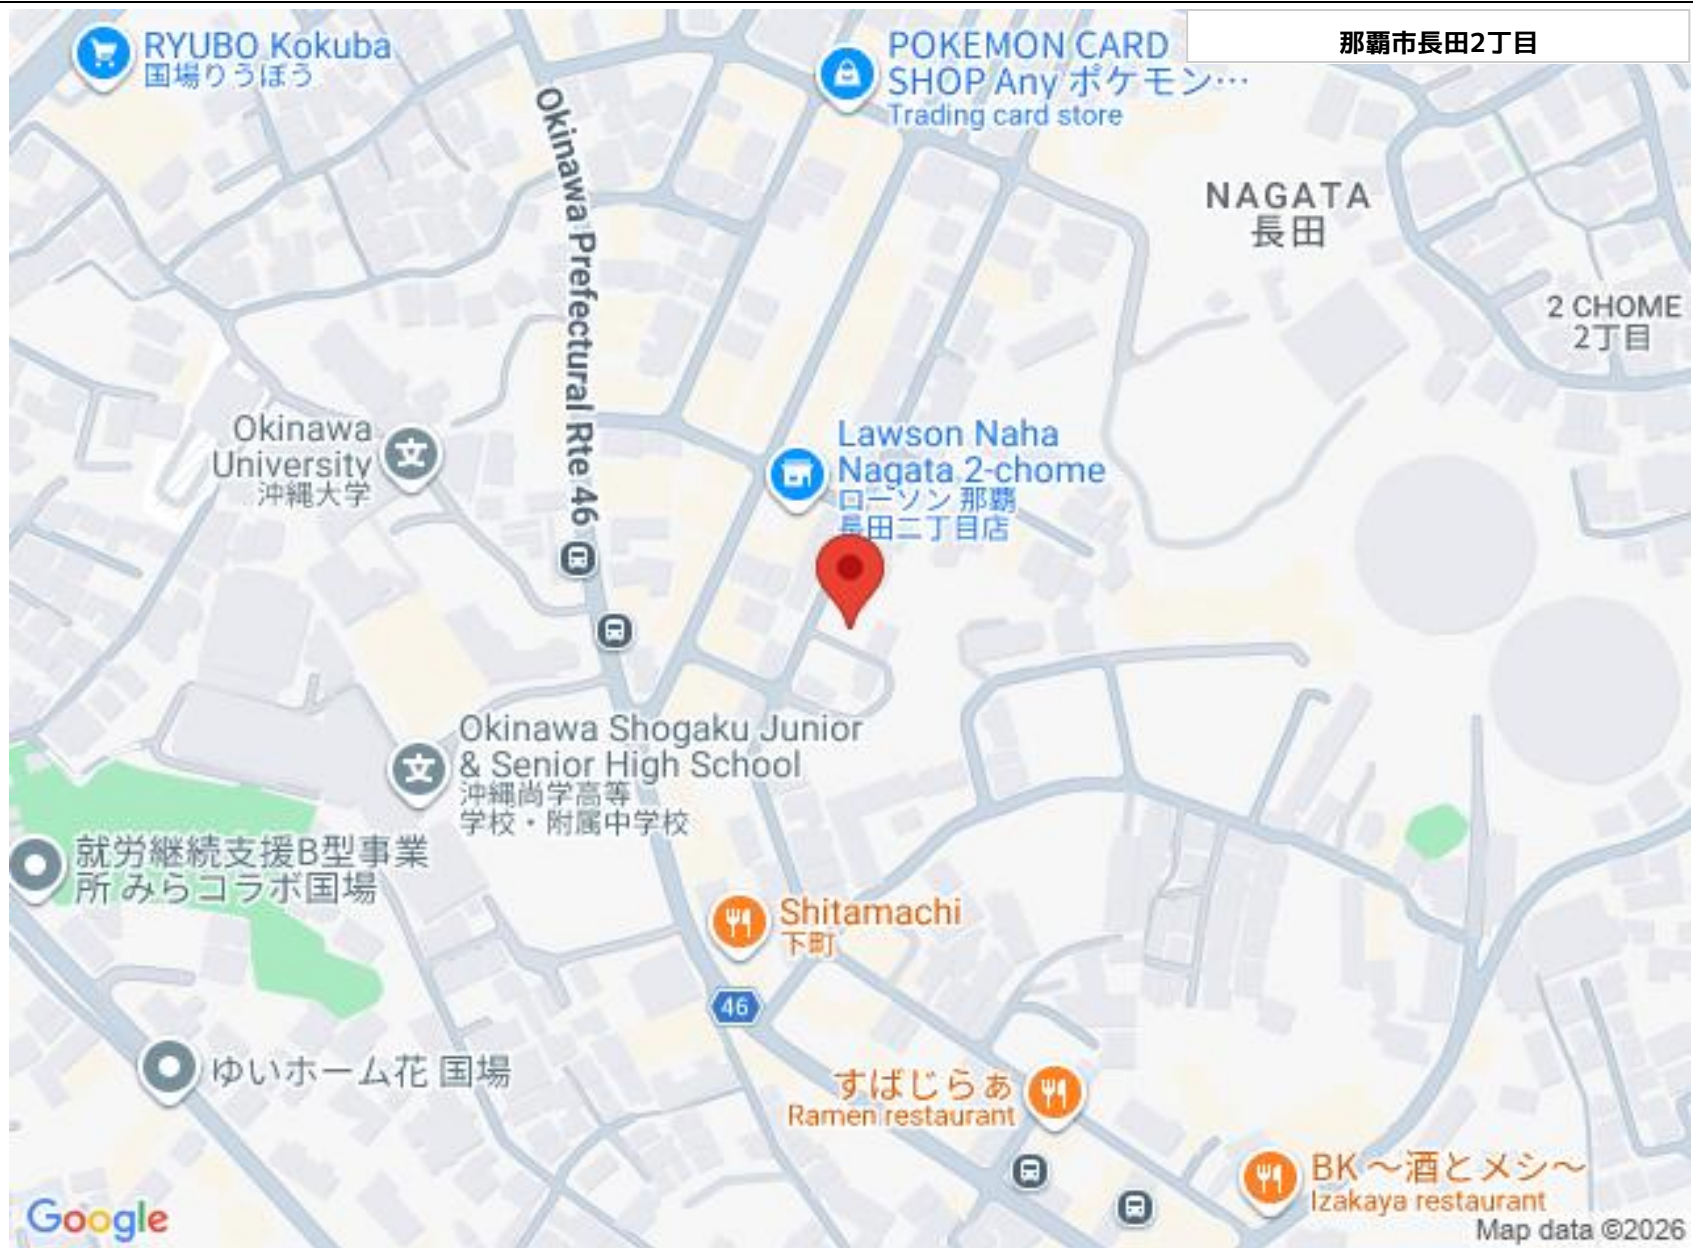 那覇市長田2丁目
RYUBO Kokuba
国場りうぼう
POKEMON CARD
SHOP Any ポケモン…
Trading card store
Okinawa Prefectural Rte 46
NAGATA
長田
2 CHOME
2丁目
Okinawa
University
沖縄大学
Lawson Naha
Nagata 2-chome
ローソン 那覇
長田二丁目店
Okinawa Shogaku Junior
& Senior High School
沖縄尚学高等
学校・附属中学校
就労継続支援B型事業
所 みらコラボ国場
Shitamachi
下町
46
ゆいホーム花 国場
すばじらぁ
Ramen restaurant
BK ～酒とメシ～
Izakaya restaurant
Google
Map data ©2026